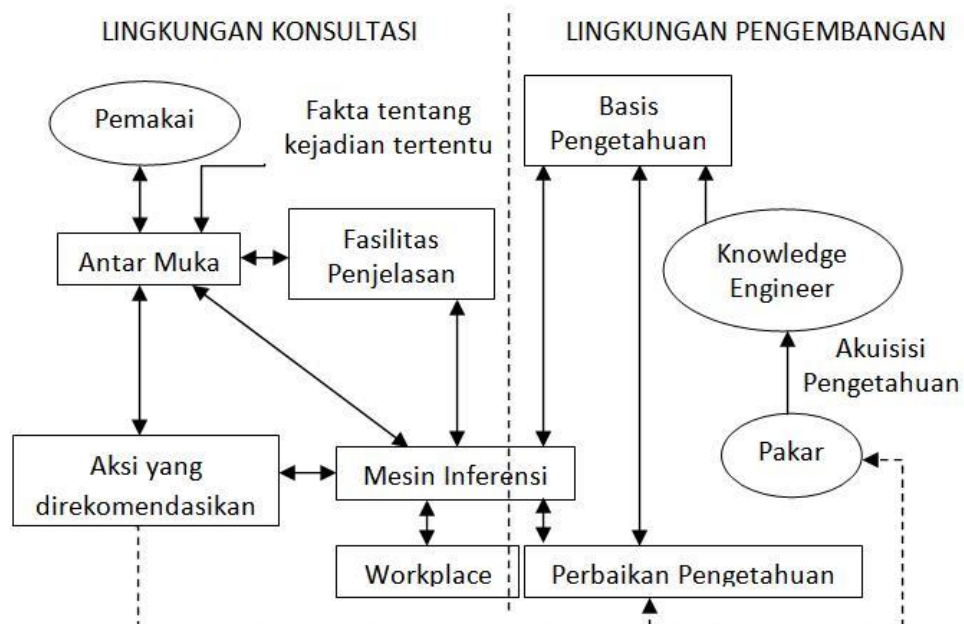 LINGKUNGAN KONSULTASI
LINGKUNGAN PENGEMBANGAN
Pemakai
Fakta tentang
kejadian tertentu
Basis
Pengetahuan
Antar Muka
Fasilitas
Penjelasan
Knowledge
Engineer
Akuisisi
Pengetahuan
Aksi yang
direkomendasikan
Mesin Inferensi
Pakar
Workplace
Perbaikan Pengetahuan